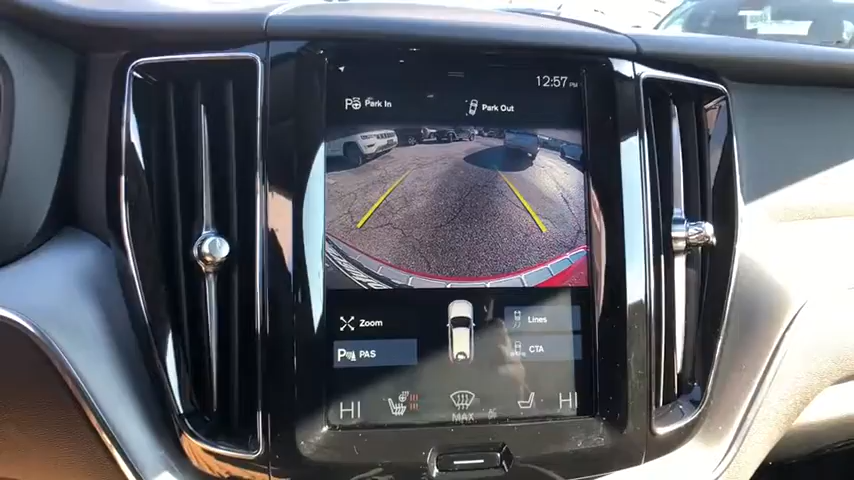 12:57 PM
Park In
Park Out
Zoom
Lines
PAS
CTA
HI
MAX
HI